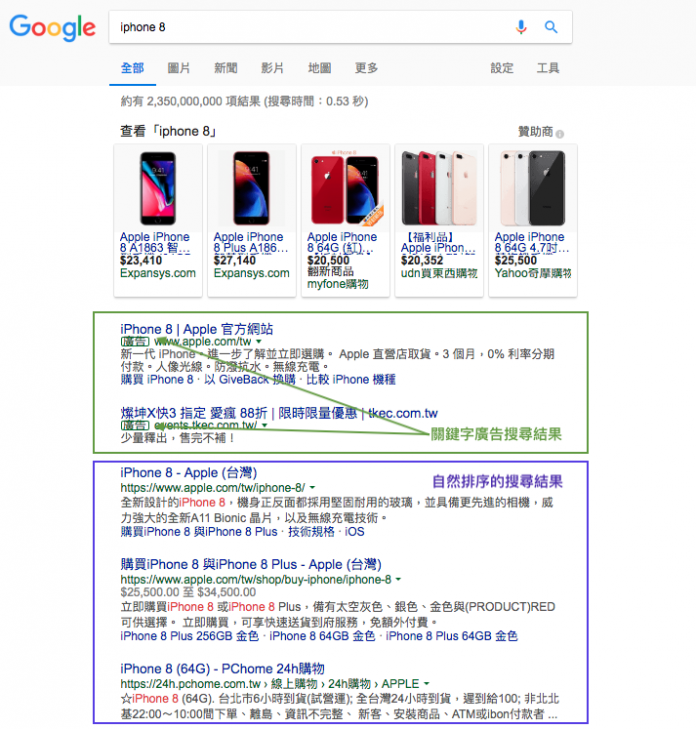 Google
iphone 8
全部 圖片 新聞 影片 地圖 更多 設定 工具
約有 2,350,000,000 項結果 (搜尋時間：0.53 秒)
查看「iphone 8」 贊助商
Apple iPhone
8 A1863 智...
$23,410
Expansys.com
Apple iPhone
8 Plus A186...
$27,140
Expansys.com
Apple iPhone
8 64G (紅)...
$20,500
翻新商品
myfone購物
【福利品】
Apple iPhon...
$20,352
udn買東西購物
Apple iPhone
8 64G 4.7吋...
$25,500
Yahoo奇摩購物
iPhone 8 | Apple 官方網站
廣告 www.apple.com/tw
新一代 iPhone，進一步了解並立即選購。 Apple 直營店取貨。3 個月，0% 利率分期
付款。人像光線。防潑抗水。無線充電。
購買 iPhone 8 · 以 GiveBack 換購 · 比較 iPhone 機種
燦坤X快3 指定 愛瘋 88折 | 限時限量優惠 | tkec.com.tw
廣告 events.tkec.com.tw/
少量釋出，售完不補！
關鍵字廣告搜尋結果
自然排序的搜尋結果
iPhone 8 - Apple (台灣)
https://www.apple.com/tw/iphone-8/
全新設計的iPhone 8，機身正反面都採用堅固耐用的玻璃，並具備更先進的相機，威
力強大的全新A11 Bionic 晶片，以及無線充電技術。
購買iPhone 8 與iPhone 8 Plus · 技術規格 · iOS
購買iPhone 8 與iPhone 8 Plus - Apple (台灣)
https://www.apple.com/tw/shop/buy-iphone/iphone-8
$25,500.00 至 $34,500.00
立即購買iPhone 8 或iPhone 8 Plus，備有太空灰色、銀色、金色與(PRODUCT)RED
可供選擇。 立即購買，可享快速送貨到府服務，免額外付費。
iPhone 8 Plus 256GB 金色 · iPhone 8 64GB 金色 · iPhone 8 Plus 64GB 金色
iPhone 8 (64G) - PChome 24h購物
https://24h.pchome.com.tw › 線上購物 › 24h購物 › APPLE
☆iPhone 8 (64G). 台北市6小時到貨(試營運); 全台灣24小時到貨，遲到給100; 非北北
基22:00～10:00間下單、離島、資訊不完整、 新客、安裝商品、ATM或ibon付款者 ...